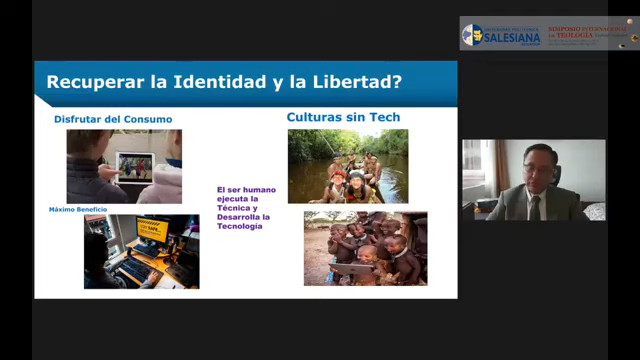 SALESIANA
SIMPOSIO INTERNACIONAL
DE TEOLOGÍA
Recuperar la Identidad y la Libertad?
Disfrutar del Consumo
Culturas sin Tech
El ser humano
ejecuta la
Técnica y
Desarrolla la
Tecnología
Máximo Beneficio